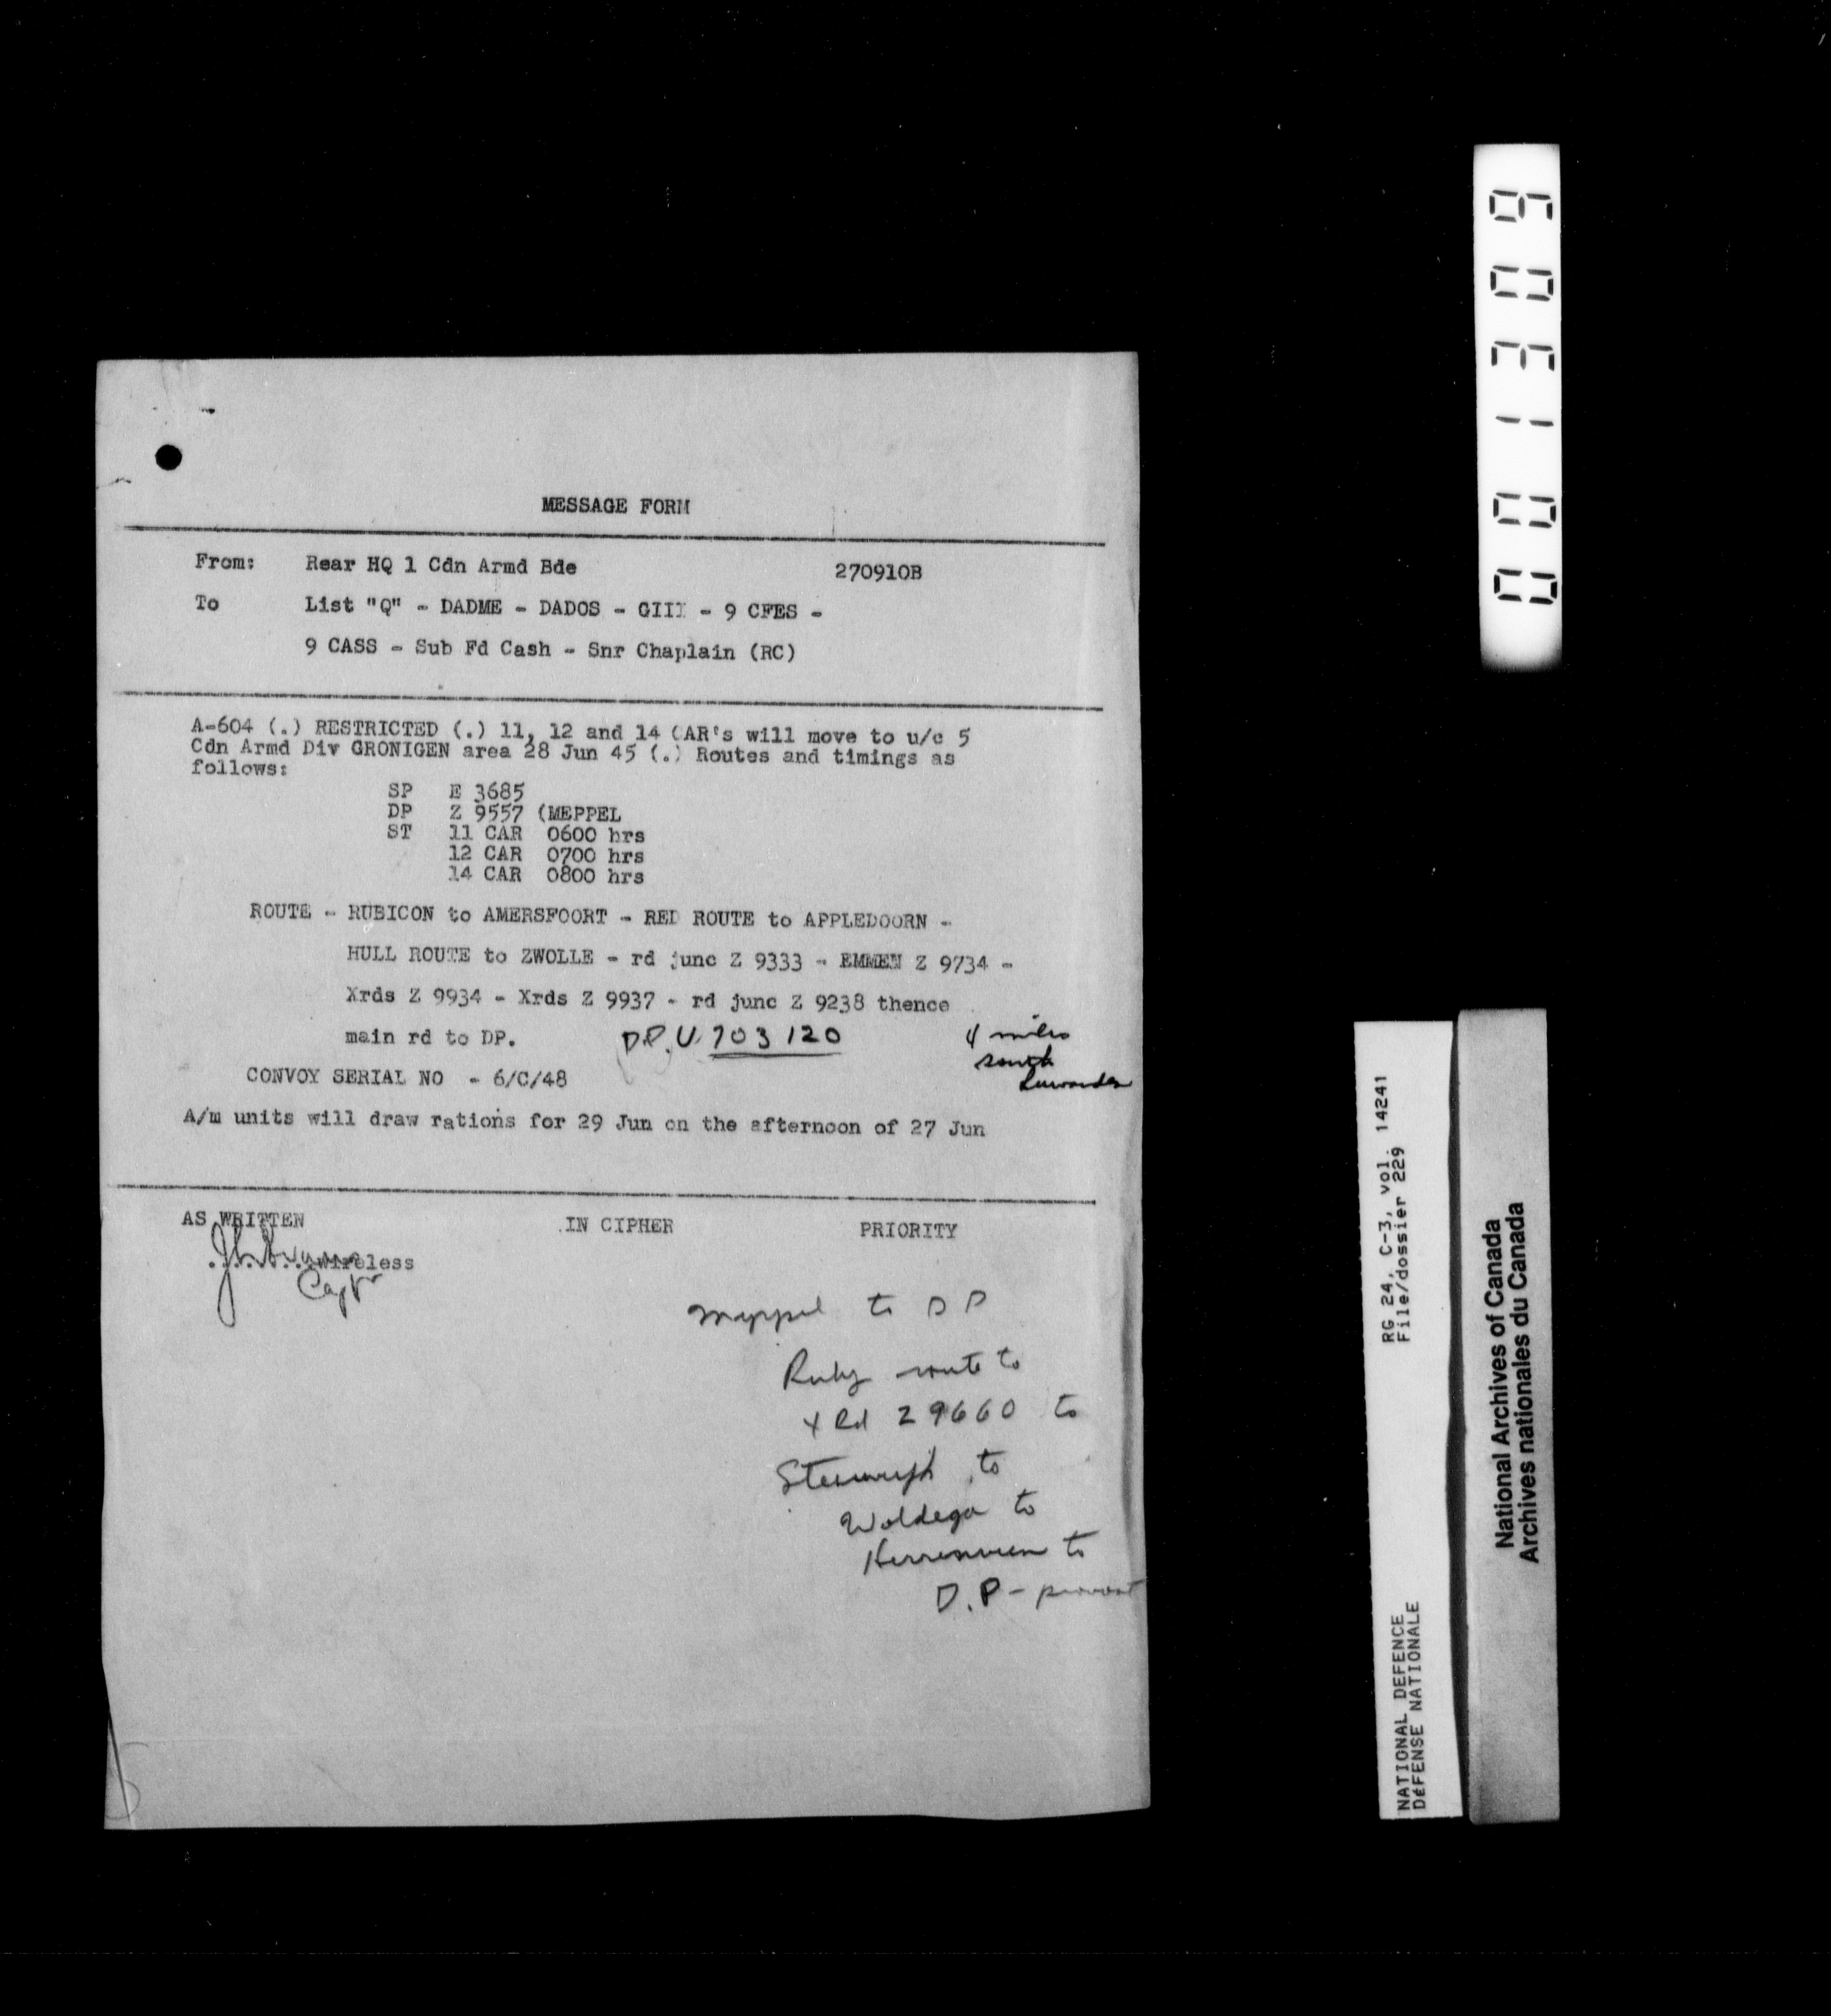 MESSAGE FORM
From: Rear HQ 1 Cdn Armd Bde 270910B
To List "Q" - DADME - DADOS - GIII - 9 CFES -
9 CASS - Sub Fd Cash - Snr Chaplain (RC)
A-604 (.) RESTRICTED (.) 11, 12 and 14 CAR's will move to u/c 5
Cdn Armd Div GRONIGEN area 28 Jun 45 (.) Routes and timings as
follows:
SP E 3685
DP Z 9557 (MEPPEL
ST 11 CAR 0600 hrs
12 CAR 0700 hrs
14 CAR 0800 hrs
ROUTE - RUBICON to AMERSFOORT - RED ROUTE to APPLEDOORN -
HULL ROUTE to ZWOLLE - rd junc Z 9333 - EMMEN Z 9734 -
Xrds Z 9934 - Xrds Z 9937 - rd junc Z 9238 thence
main rd to DP. D.P. U 703120
4 miles
south
CONVOY SERIAL NO - 6/C/48
A/m units will draw rations for 29 Jun on the afternoon of 27 Jun
AS WRITTEN IN CIPHER PRIORITY
........wireless
Capt
Meppel to DP
Ruby route to
X Rd Z 9660 to
to
Woldega to
to
D.P - provost
001309
RG 24, C-3, vol. 14241
File/dossier 229
NATIONAL DEFENCE
DéFENSE NATIONALE
National Archives of Canada
Archives nationales du Canada